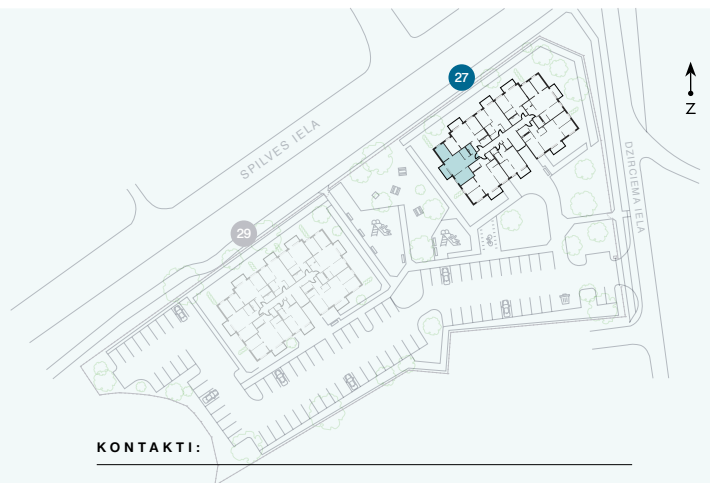 27
Z
SPILVES IELA
DZIRCIEMA IELA
29
KONTAKTI: